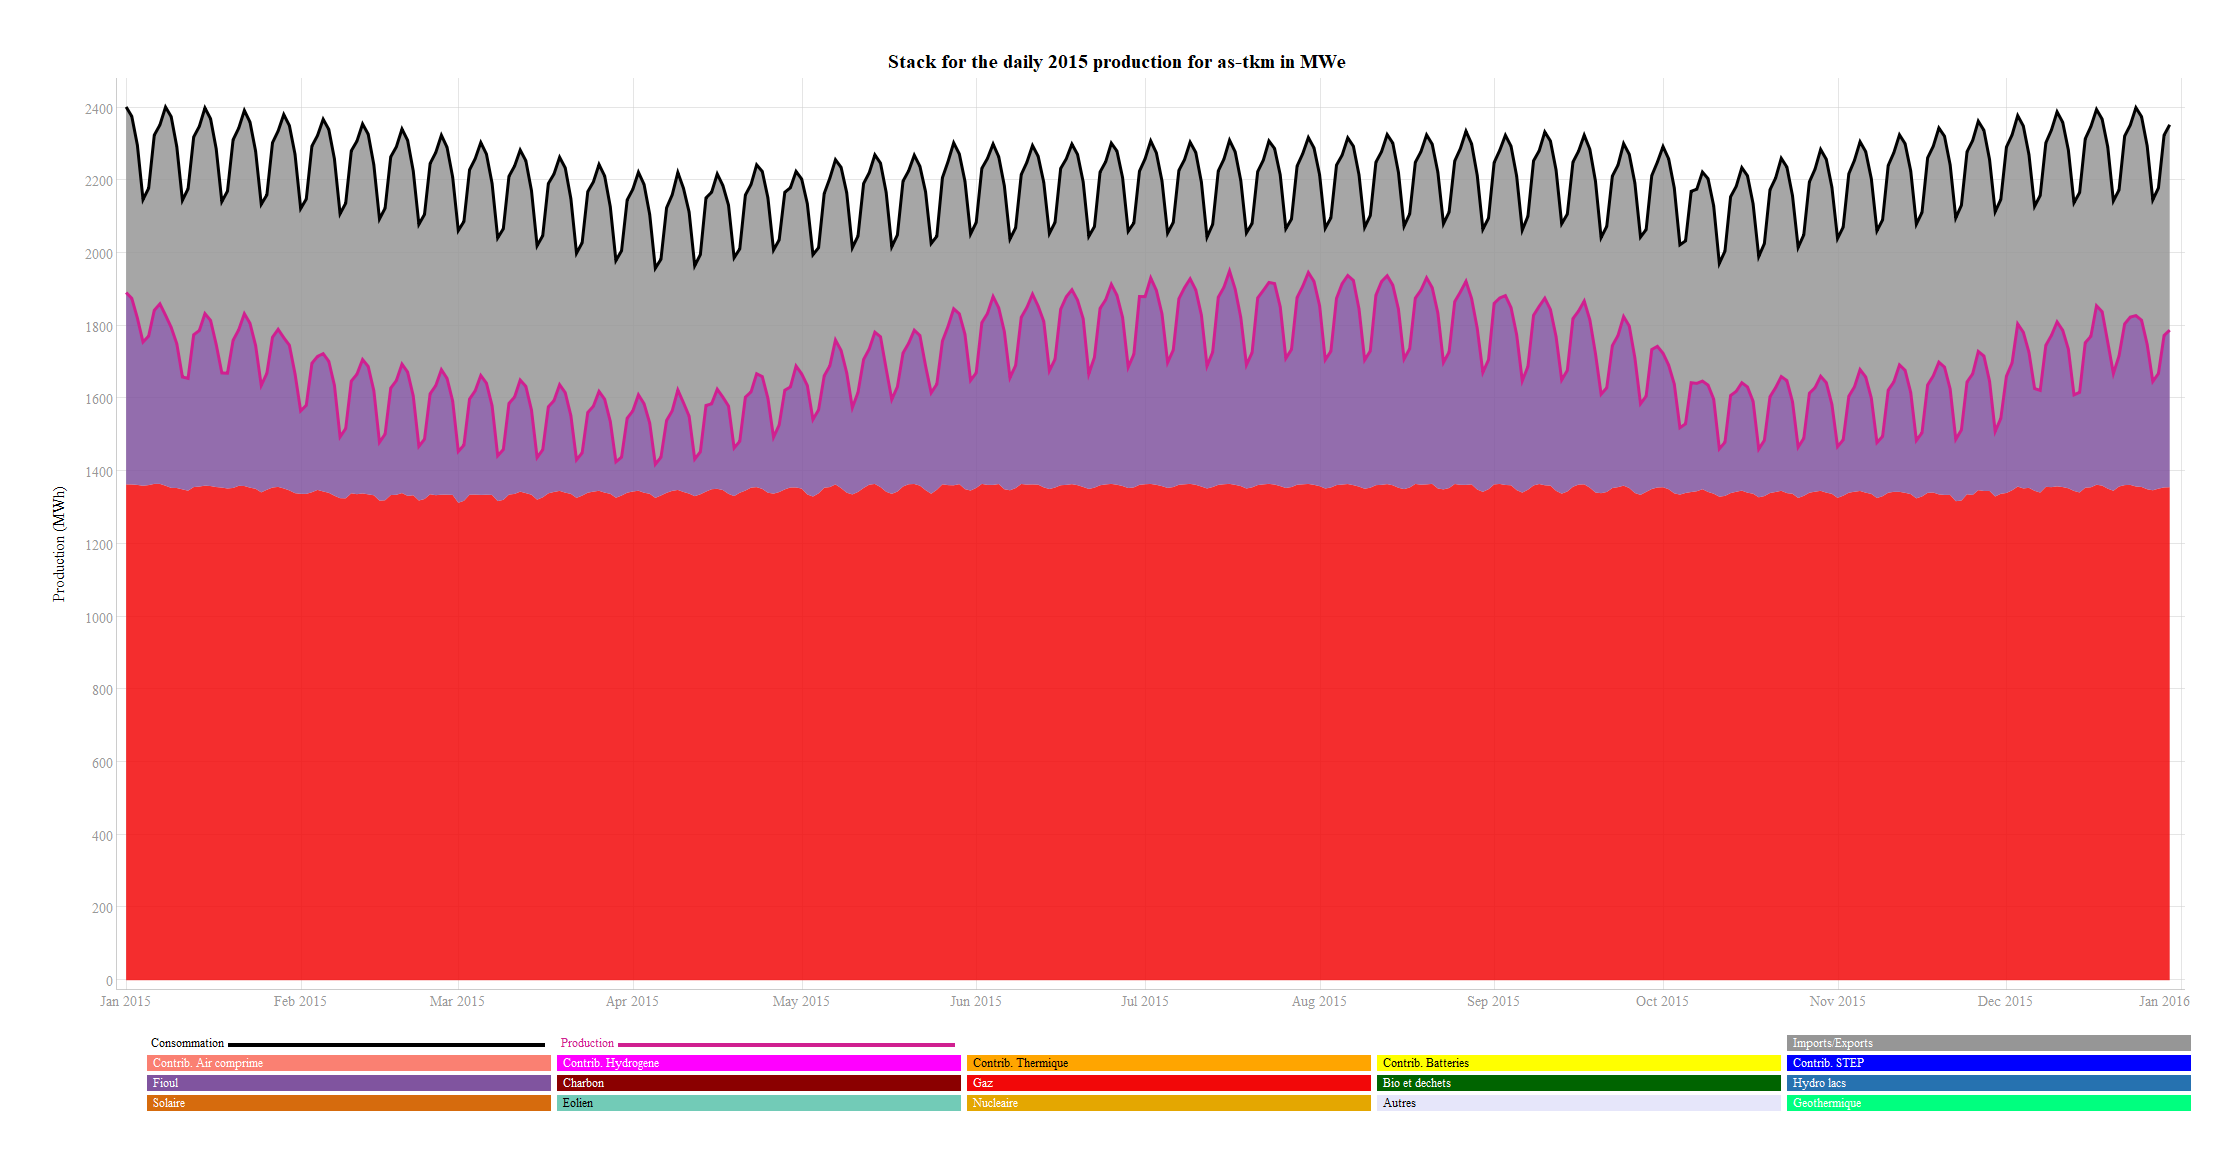 Stack for the daily 2015 production for as-tkm in MWe
2400
2200
2000
1800
1600
1400
1200
1000
800
600
400
200
0
Production (MWh)
Jan 2015 Feb 2015 Mar 2015 Apr 2015 May 2015 Jun 2015 Jul 2015 Aug 2015 Sep 2015 Oct 2015 Nov 2015 Dec 2015 Jan 2016
Consommation Production Imports/Exports
Contrib. Air comprime Contrib. Hydrogene Contrib. Thermique Contrib. Batteries Contrib. STEP
Fioul Charbon Gaz Bio et dechets Hydro lacs
Solaire Eolien Nucleaire Autres Geothermique